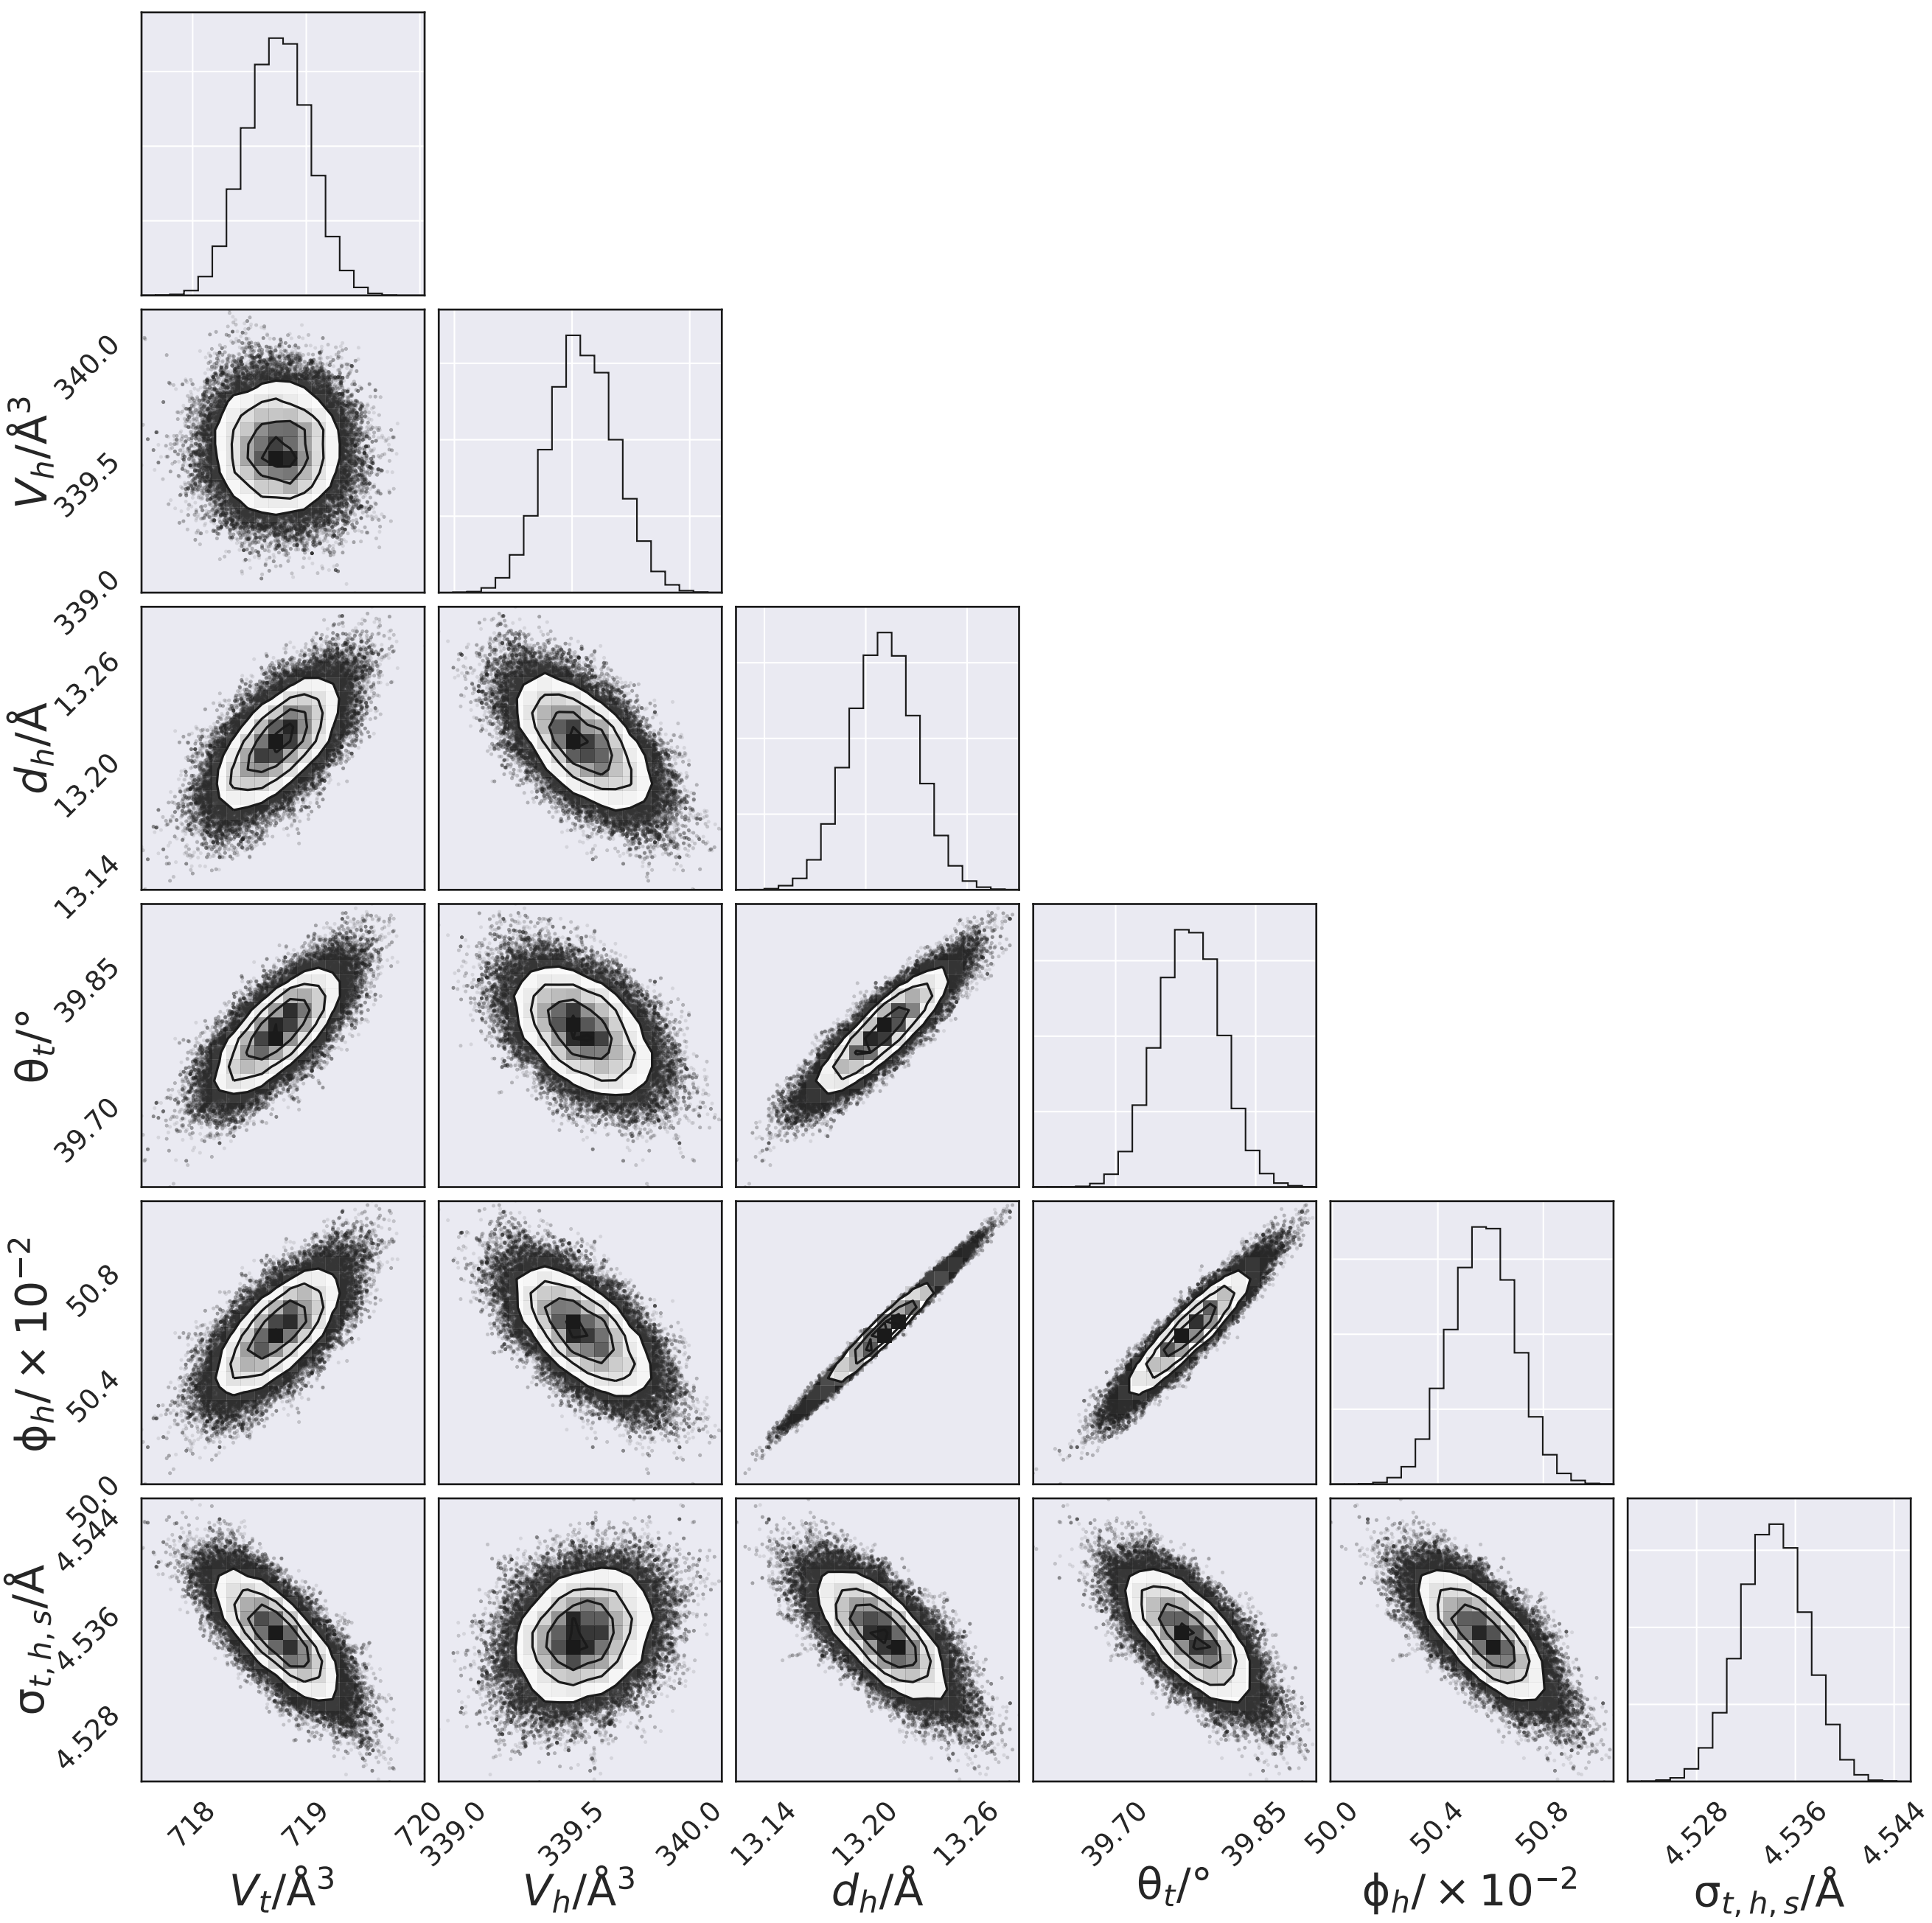 340.0
339.5
339.0
V_h/Å^3
13.26
13.20
13.14
d_h/Å
39.85
39.70
θ_t/°
50.8
50.4
50.0
ϕ_h/ × 10^−2
4.544
4.536
4.528
σ_t, h, s/Å
718 719 720 339.0 339.5 340.0 13.14 13.20 13.26 39.70 39.85 50.0 50.4 50.8 4.528 4.536 4.544
V_t/Å^3 V_h/Å^3 d_h/Å θ_t/° ϕ_h/ × 10^−2 σ_t, h, s/Å